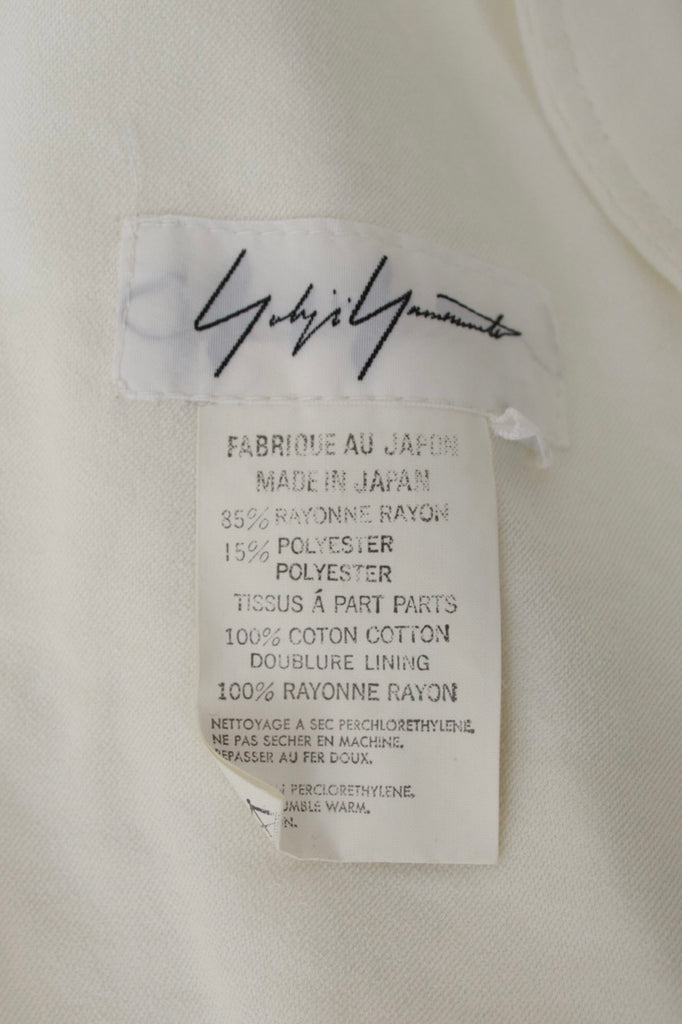 Yohji Yamamoto
FABRIQUE AU JAPON
MADE IN JAPAN
85% RAYONNE RAYON
15% POLYESTER
POLYESTER
TISSUS Á PART PARTS
100% COTON COTTON
DOUBLURE LINING
100% RAYONNE RAYON
NETTOYAGE A SEC PERCHLORETHYLENE.
NE PAS SECHER EN MACHINE.
REPASSER AU FER DOUX.
PERCLORETHYLENE.
UMBLE WARM.
N.